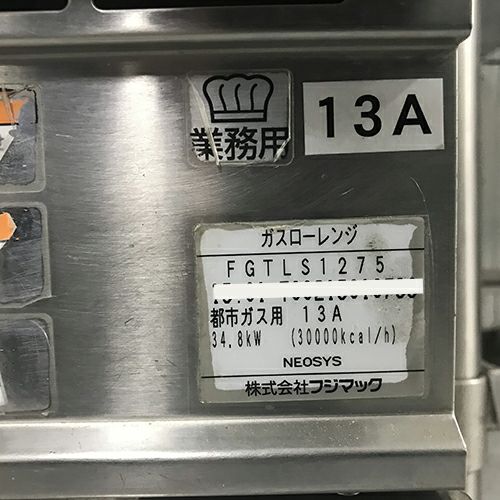 業務用
13A
ガスローレンジ
FGTLS1275
都市ガス用 13A
34.8kW (30000kcal/h)
NEOSYS
株式会社フジマック